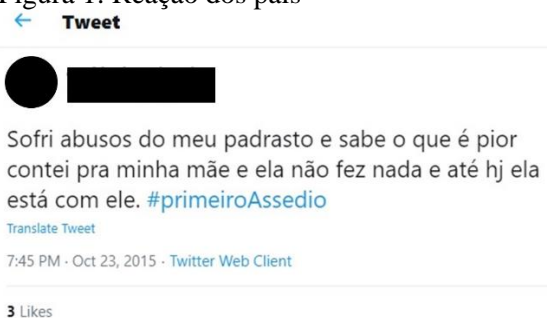 Figura 1: Reação dos pais
← Tweet
Sofri abusos do meu padrasto e sabe o que é pior
contei pra minha mãe e ela não fez nada e até hj ela
está com ele. #primeiroAssedio
Translate Tweet
7:45 PM · Oct 23, 2015 · Twitter Web Client
3 Likes